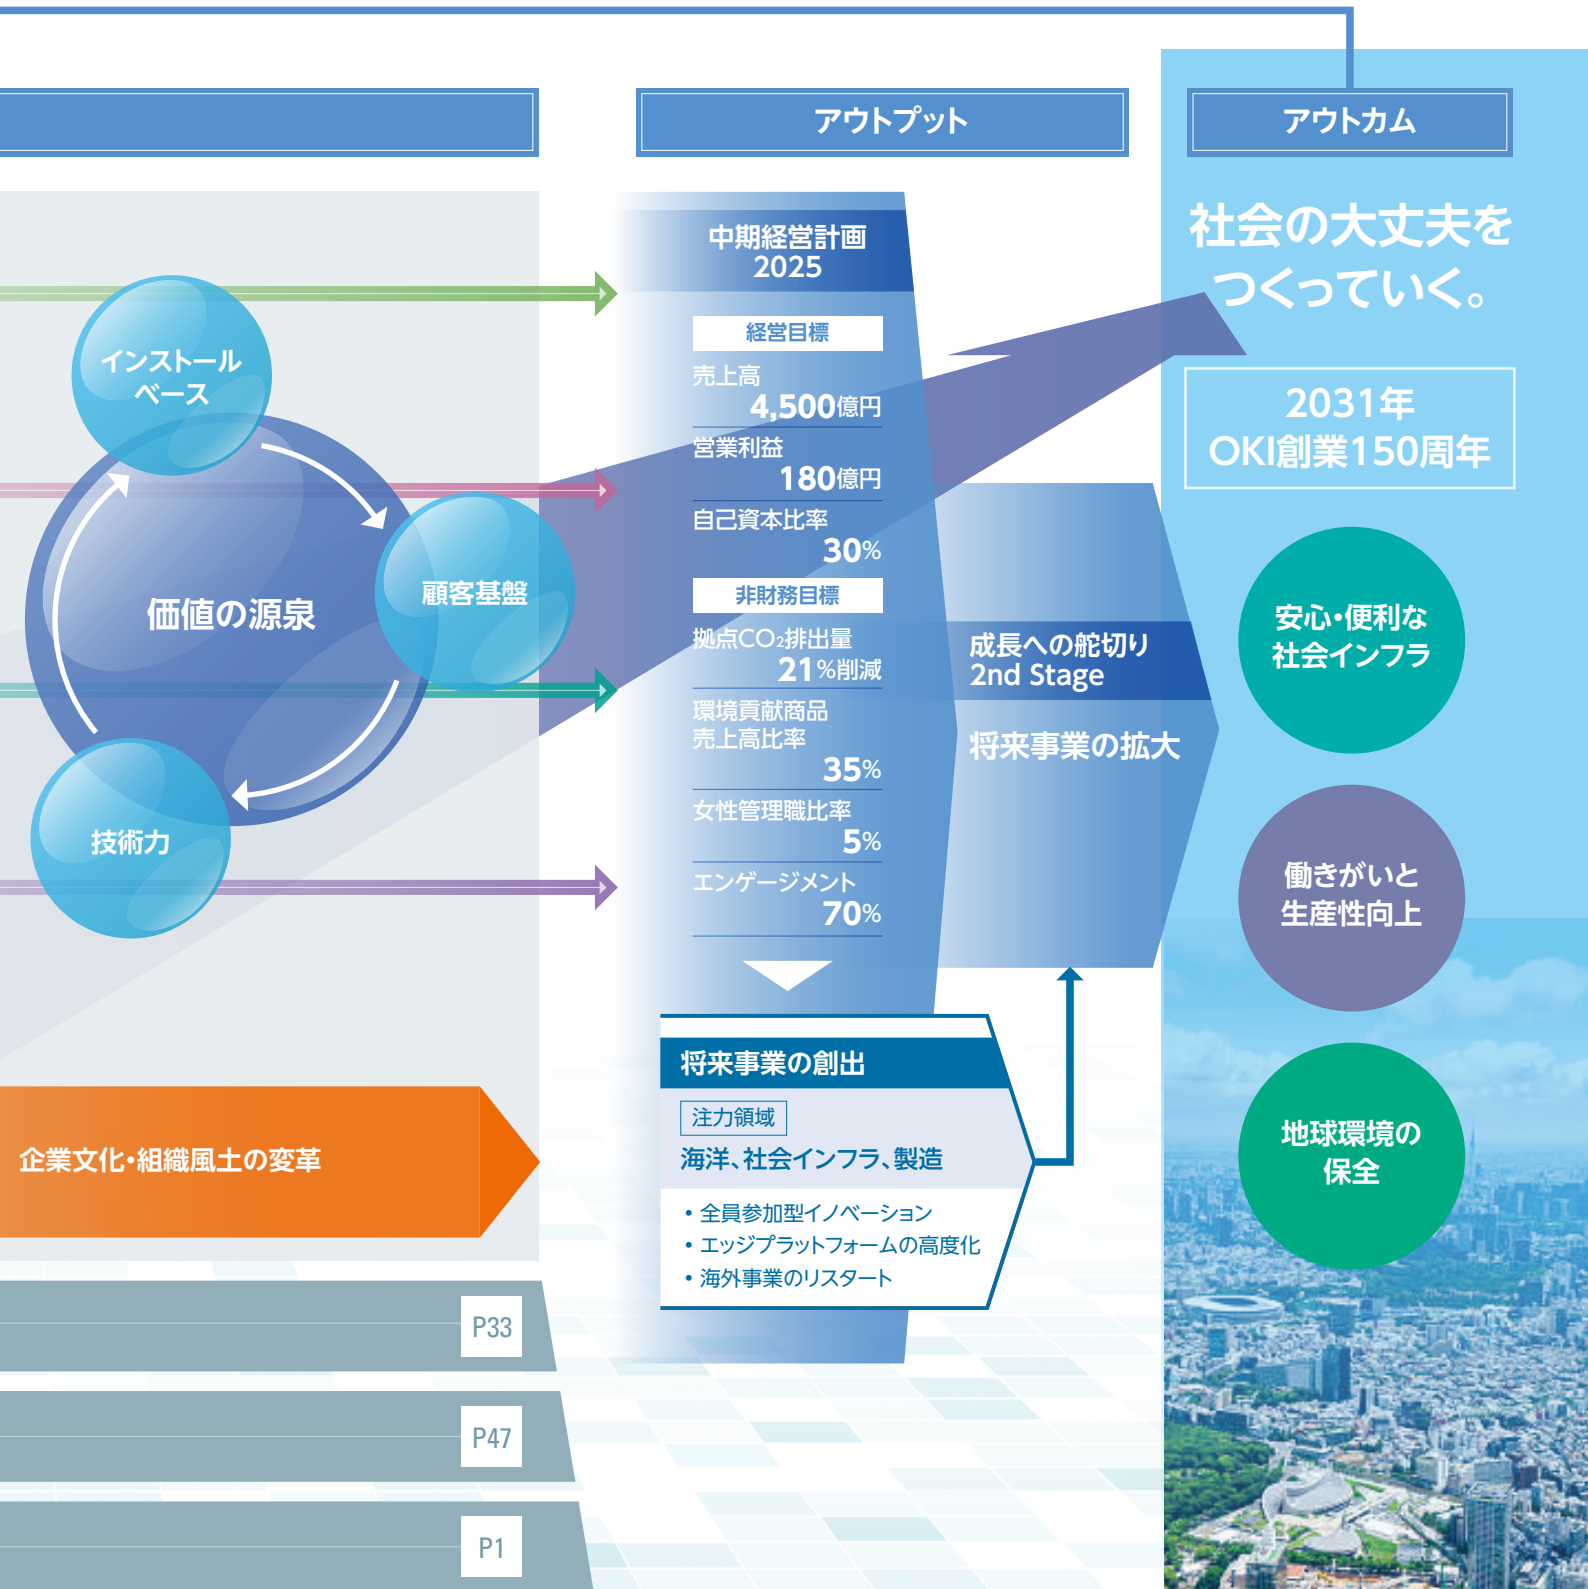 インストール
ベース
価値の源泉
顧客基盤
技術力
企業文化・組織風土の変革
P33
P47
P1
アウトプット
中期経営計画
2025
経営目標
売上高
4,500億円
営業利益
180億円
自己資本比率
30%
非財務目標
拠点CO₂排出量
21%削減
環境貢献商品
売上高比率
35%
女性管理職比率
5%
エンゲージメント
70%
成長への舵切り
2nd Stage
将来事業の拡大
将来事業の創出
注力領域
海洋、社会インフラ、製造
• 全員参加型イノベーション
• エッジプラットフォームの高度化
• 海外事業のリスタート
アウトカム
社会の大丈夫を
つくっていく。
2031年
OKI創業150周年
安心・便利な
社会インフラ
働きがいと
生産性向上
地球環境の
保全